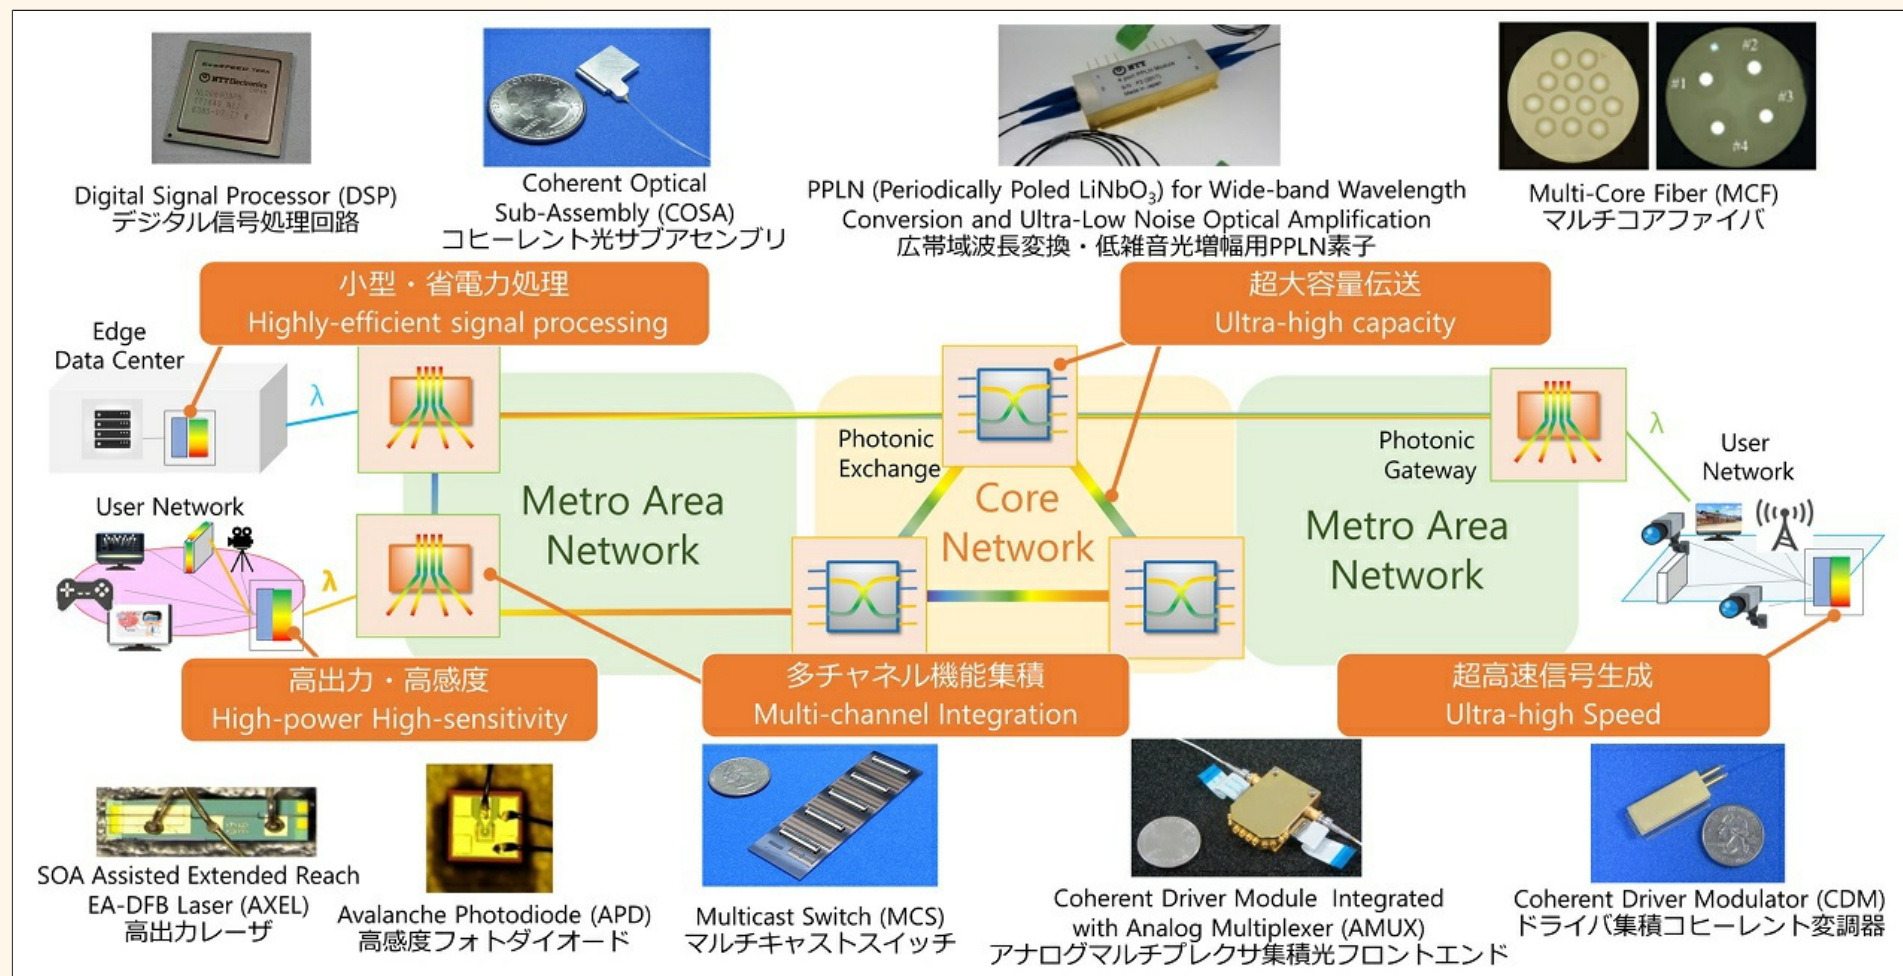 NTT Electronics
Digital Signal Processor (DSP)
デジタル信号処理回路
Coherent Optical
Sub-Assembly (COSA)
コヒーレント光サブアセンブリ
NTT
4 port PPLN Module
Made in Japan
PPLN (Periodically Poled LiNbO₃) for Wide-band Wavelength
Conversion and Ultra-Low Noise Optical Amplification
広帯域波長変換・低雑音光増幅用PPLN素子
#1
#2
#3
#4
Multi-Core Fiber (MCF)
マルチコアファイバ
小型・省電力処理
Highly-efficient signal processing
超大容量伝送
Ultra-high capacity
Edge
Data Center
λ
Photonic
Exchange
Photonic
Gateway
λ
User
Network
Metro Area
Network
Core
Network
Metro Area
Network
User Network
λ
高出力・高感度
High-power High-sensitivity
多チャネル機能集積
Multi-channel Integration
超高速信号生成
Ultra-high Speed
SOA Assisted Extended Reach
EA-DFB Laser (AXEL)
高出力レーザ
Avalanche Photodiode (APD)
高感度フォトダイオード
Multicast Switch (MCS)
マルチキャストスイッチ
Coherent Driver Module Integrated
with Analog Multiplexer (AMUX)
アナログマルチプレクサ集積光フロントエンド
Coherent Driver Modulator (CDM)
ドライバ集積コヒーレント変調器